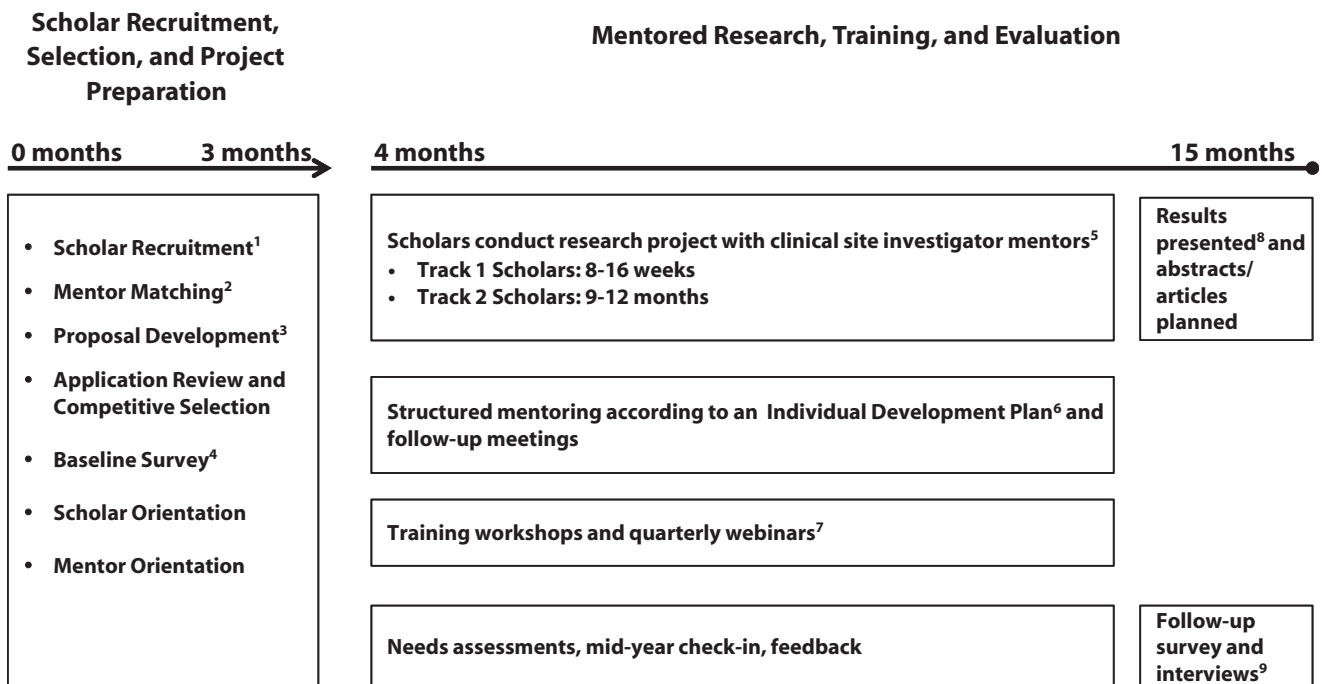 Scholar Recruitment,
Selection, and Project
Preparation
Mentored Research, Training, and Evaluation
0 months
3 months
4 months
15 months
• Scholar Recruitment¹
• Mentor Matching²
• Proposal Development³
• Application Review and
Competitive Selection
• Baseline Survey⁴
• Scholar Orientation
• Mentor Orientation
Scholars conduct research project with clinical site investigator mentors⁵
• Track 1 Scholars: 8-16 weeks
• Track 2 Scholars: 9-12 months
Results
presented⁸ and
abstracts/
articles
planned
Structured mentoring according to an Individual Development Plan⁶ and
follow-up meetings
Training workshops and quarterly webinars⁷
Needs assessments, mid-year check-in, feedback
Follow-up
survey and
interviews⁹